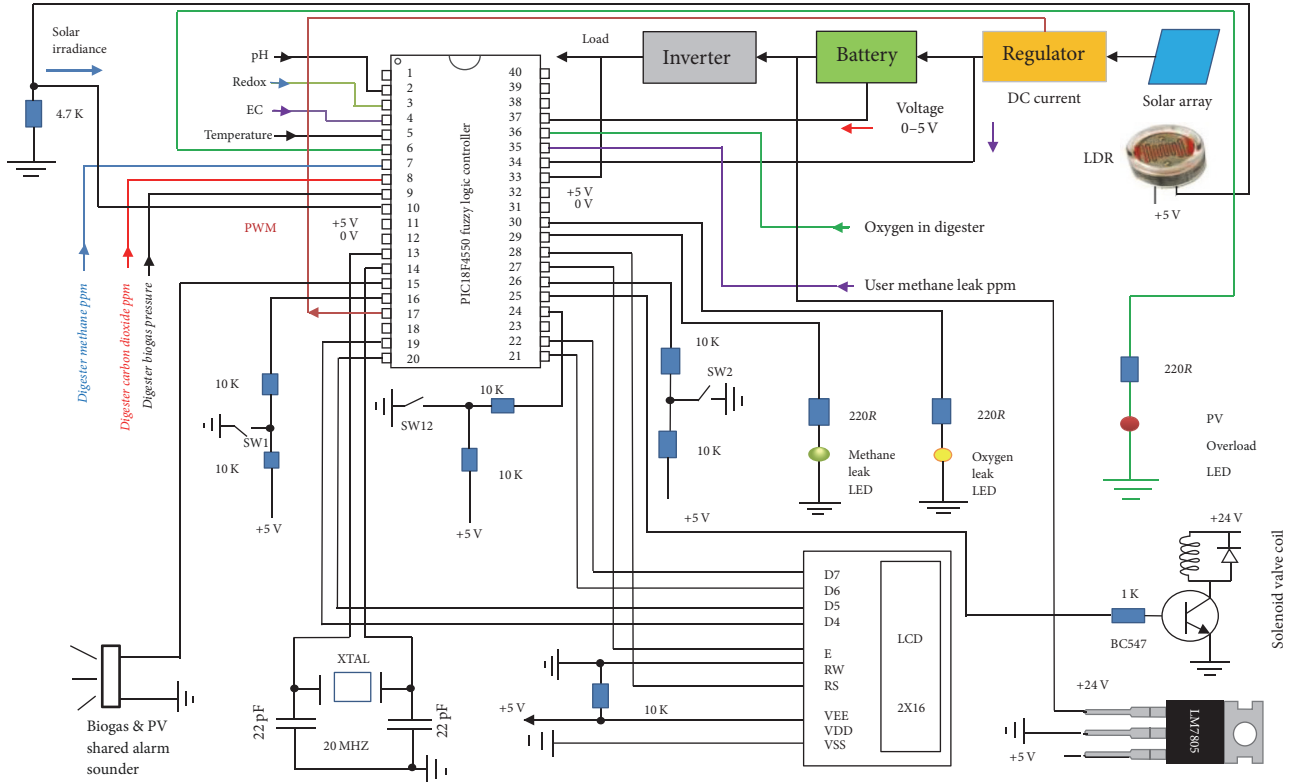 Solar
irradiance
4.7 K
pH
Redox
EC
Temperature
PWM
+5 V
0 V
Digester methane ppm
Digester carbon dioxide ppm
Digester biogas pressure
1
2
3
4
5
6
7
8
9
10
11
12
13
14
15
16
17
18
19
20
PIC18F4550 fuzzy logic controller
40
39
38
37
36
35
34
33
32
31
30
29
28
27
26
25
24
23
22
21
+5 V
0 V
Load
Inverter
Battery
Regulator
Voltage
0–5 V
DC current
Solar array
LDR
+5 V
Oxygen in digester
User methane leak ppm
10 K
SW1
10 K
+5 V
SW12
10 K
10 K
+5 V
10 K
SW2
10 K
+5 V
220R
Methane
leak
LED
220R
Oxygen
leak
LED
220R
PV
Overload
LED
+24 V
1 K
BC547
Solenoid valve coil
D7
D6
D5
D4
E
RW
RS
VEE
VDD
VSS
LCD
2X16
+5 V
10 K
XTAL
22 pF
22 pF
20 MHZ
Biogas & PV
shared alarm
sounder
+24 V
+5 V
LM7805